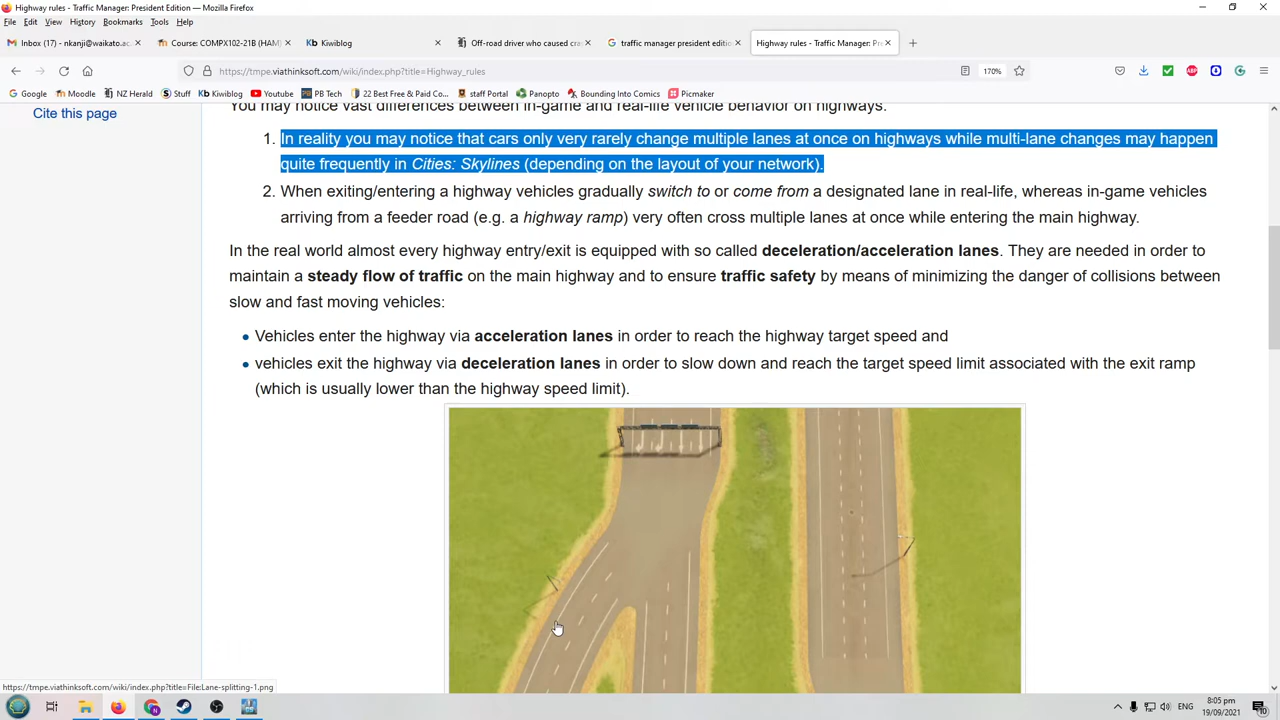 Highway rules - Traffic Manager: President Edition - Mozilla Firefox
File Edit View History Bookmarks Tools Help
Inbox (17) - nkanji@waikato.ac. Course: COMPX102-21B (HAM) Kiwiblog Off-road driver who caused cra traffic manager president editi Highway rules - Traffic Manager: Pre
https://tmpe.viathinksoft.com/wiki/index.php?title=Highway_rules 170%
Google Moodle NZ Herald Stuff Kiwiblog Youtube PB Tech 22 Best Free & Paid Co... staff Portal Panopto Bounding Into Comics Picmaker
Cite this page
You may notice vast differences between in-game and real-life vehicle behavior on highways.
1. In reality you may notice that cars only very rarely change multiple lanes at once on highways while multi-lane changes may happen
quite frequently in Cities: Skylines (depending on the layout of your network).
2. When exiting/entering a highway vehicles gradually switch to or come from a designated lane in real-life, whereas in-game vehicles
arriving from a feeder road (e.g. a highway ramp) very often cross multiple lanes at once while entering the main highway.
In the real world almost every highway entry/exit is equipped with so called deceleration/acceleration lanes. They are needed in order to
maintain a steady flow of traffic on the main highway and to ensure traffic safety by means of minimizing the danger of collisions between
slow and fast moving vehicles:
Vehicles enter the highway via acceleration lanes in order to reach the highway target speed and
vehicles exit the highway via deceleration lanes in order to slow down and reach the target speed limit associated with the exit ramp
(which is usually lower than the highway speed limit).
https://tmpe.viathinksoft.com/wiki/index.php?title=File:Lane-splitting-1.png
ENG
8:05 pm
19/09/2021